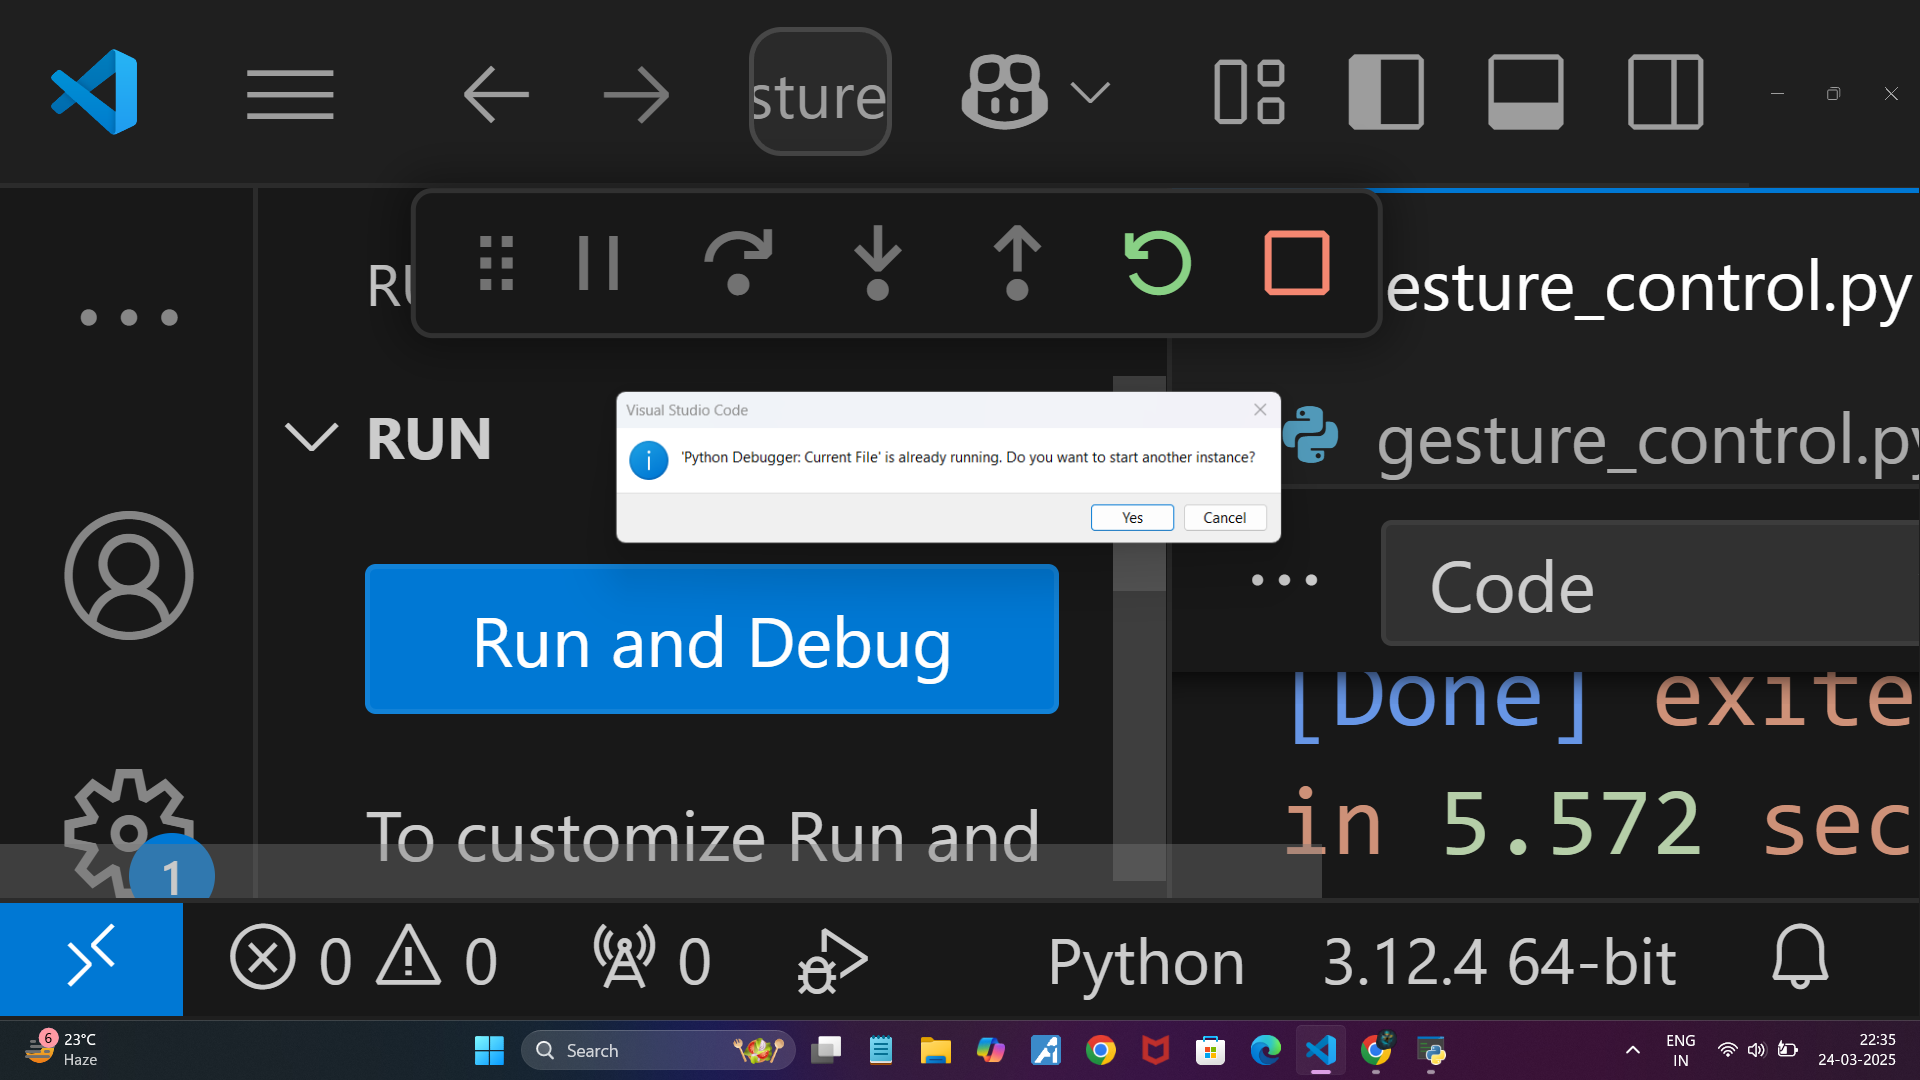 sture
RU
esture_control.py
RUN
Visual Studio Code
'Python Debugger: Current File' is already running. Do you want to start another instance?
Yes
Cancel
gesture_control.py
Run and Debug
Code
[Done] exite
in 5.572 sec
To customize Run and
1
0
0
0
Python
3.12.4 64-bit
6
23°C
Haze
Search
ENG
IN
22:35
24-03-2025